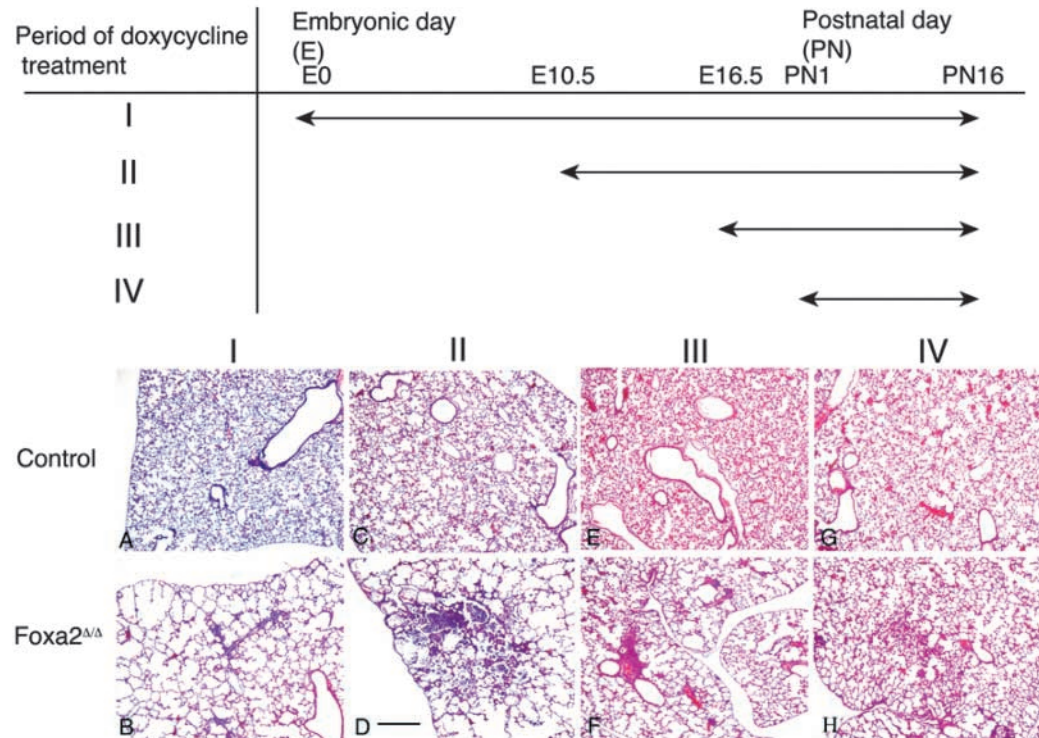 Period of doxycycline
treatment
Embryonic day
(E)
Postnatal day
(PN)
E0 E10.5 E16.5 PN1 PN16
I
II
III
IV
I II III IV
Control
A C E G
Foxa2Δ/Δ
B D F H